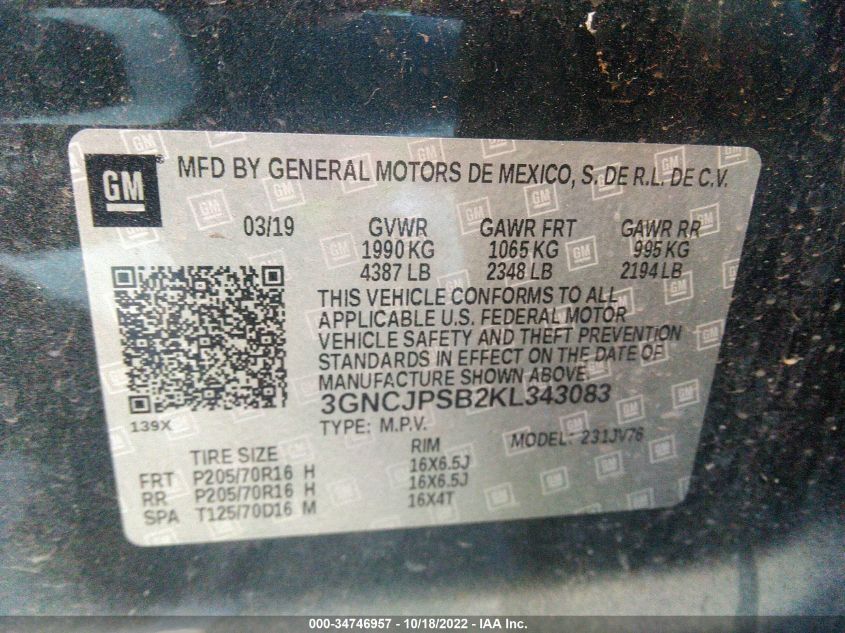 GM
MFD BY GENERAL MOTORS DE MEXICO, S. DE R.L. DE C.V.
03/19 GVWR GAWR FRT GAWR RR
1990 KG 1065 KG 995 KG
4387 LB 2348 LB 2194 LB
THIS VEHICLE CONFORMS TO ALL
APPLICABLE U.S. FEDERAL MOTOR
VEHICLE SAFETY AND THEFT PREVENTION
STANDARDS IN EFFECT ON THE DATE OF
MANUFACTURE SHOWN ABOVE.
3GNCJPSB2KL343083
139X TYPE: M.P.V. MODEL: 231JV76
TIRE SIZE RIM
FRT P205/70R16 H 16X6.5J
RR P205/70R16 H 16X6.5J
SPA T125/70D16 M 16X4T
000-34746957 - 10/18/2022 - IAA Inc.